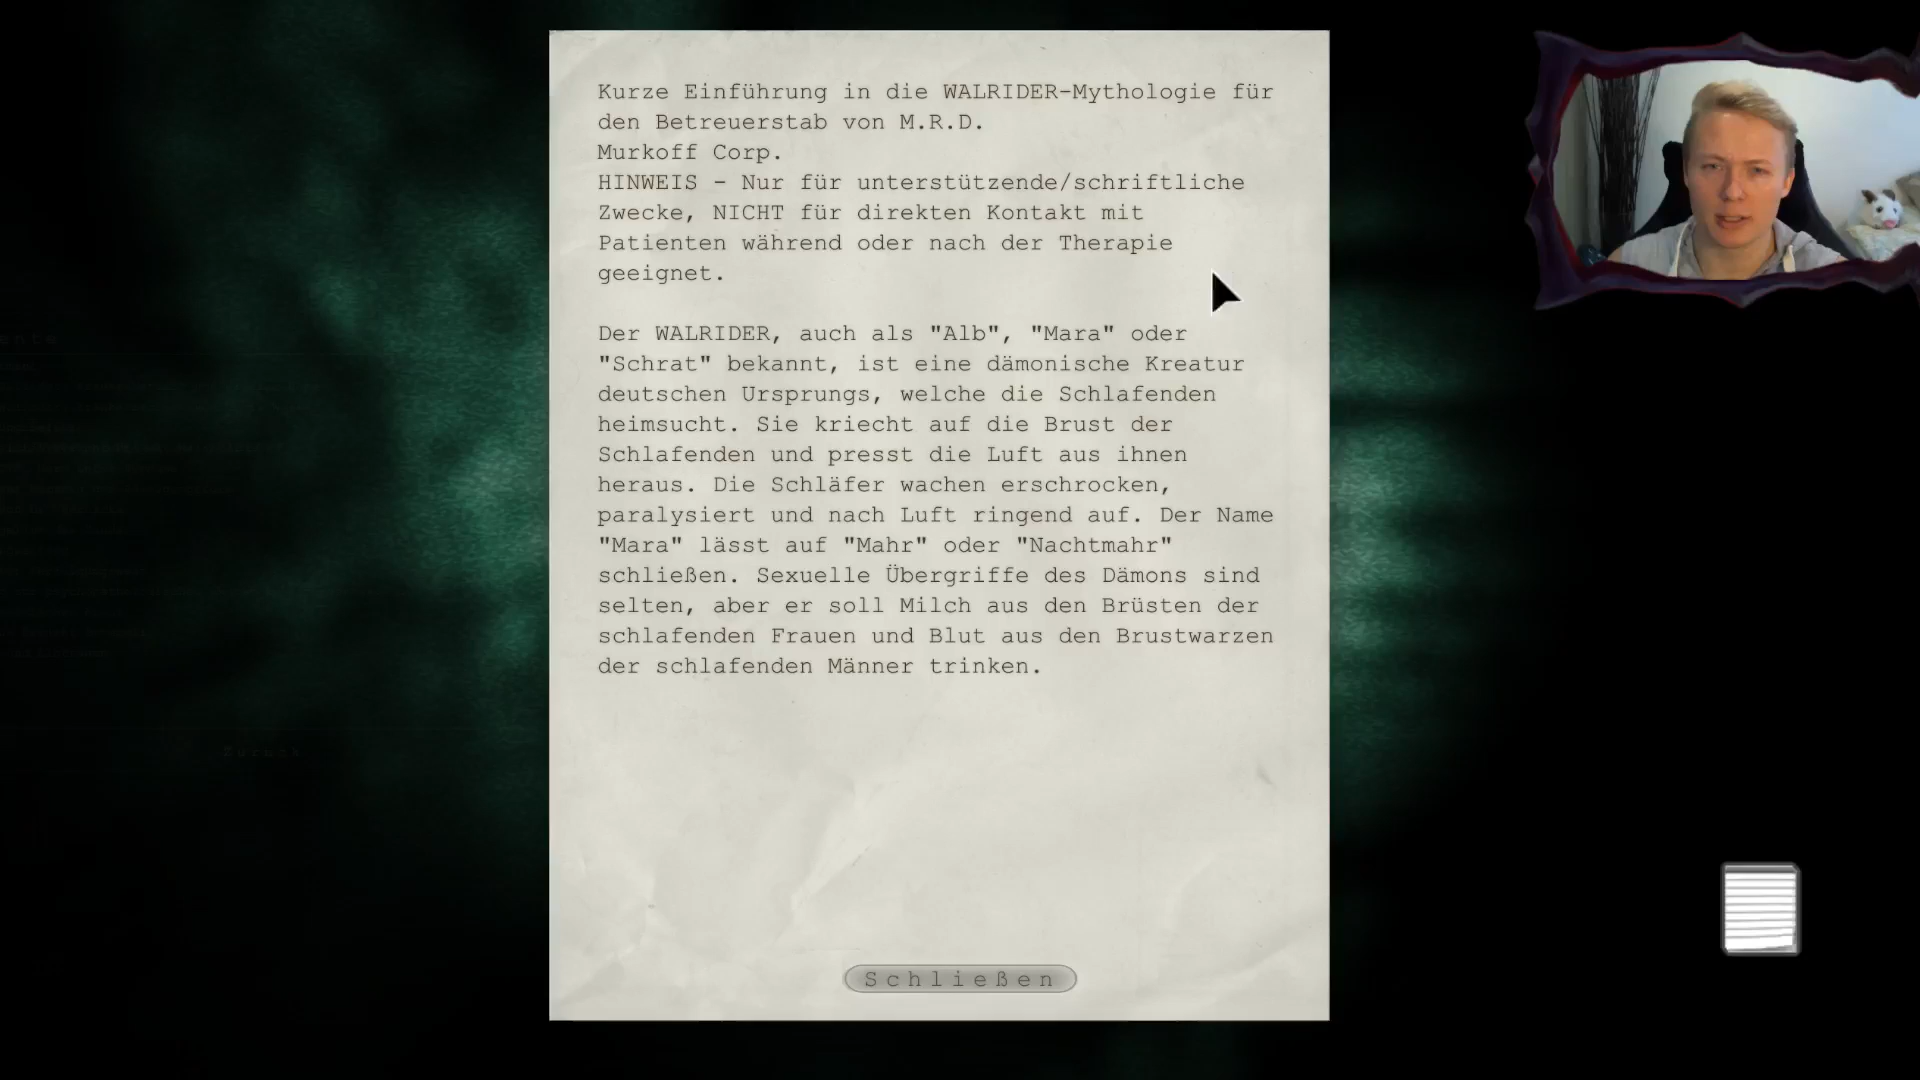 Kurze Einführung in die WALRIDER-Mythologie für
den Betreuerstab von M.R.D.
Murkoff Corp.
HINWEIS - Nur für unterstützende/schriftliche
Zwecke, NICHT für direkten Kontakt mit
Patienten während oder nach der Therapie
geeignet.
Der WALRIDER, auch als "Alb", "Mara" oder
"Schrat" bekannt, ist eine dämonische Kreatur
deutschen Ursprungs, welche die Schlafenden
heimsucht. Sie kriecht auf die Brust der
Schlafenden und presst die Luft aus ihnen
heraus. Die Schläfer wachen erschrocken,
paralysiert und nach Luft ringend auf. Der Name
"Mara" lässt auf "Mahr" oder "Nachtmahr"
schließen. Sexuelle Übergriffe des Dämons sind
selten, aber er soll Milch aus den Brüsten der
schlafenden Frauen und Blut aus den Brustwarzen
der schlafenden Männer trinken.
Schließen